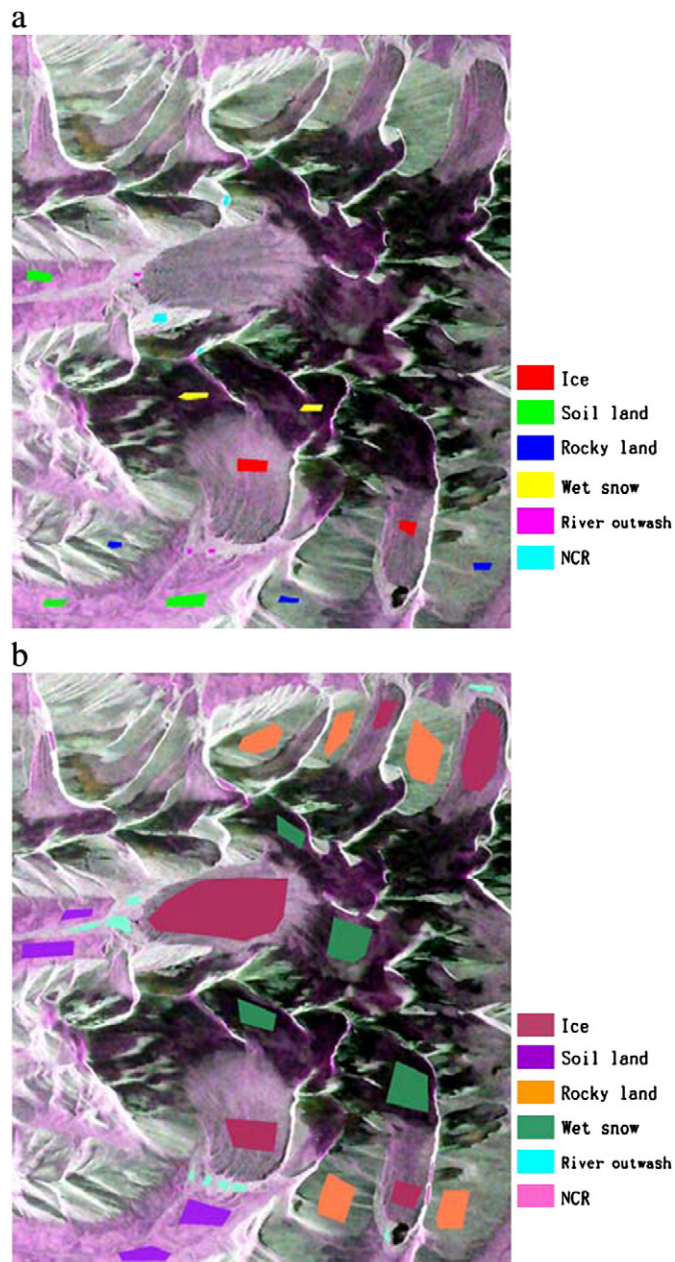 a
Ice
Soil land
Rocky land
Wet snow
River outwash
NCR
b
Ice
Soil land
Rocky land
Wet snow
River outwash
NCR